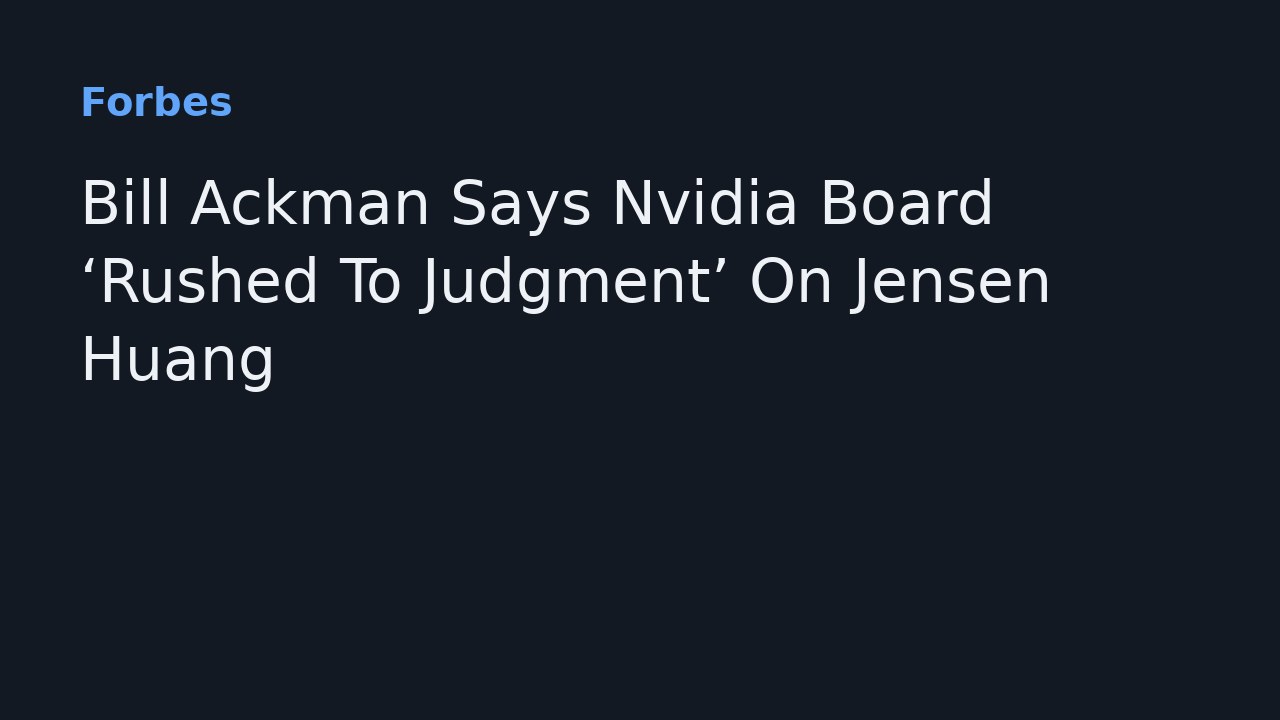 Forbes
Bill Ackman Says Nvidia Board
‘Rushed To Judgment’ On Jensen
Huang